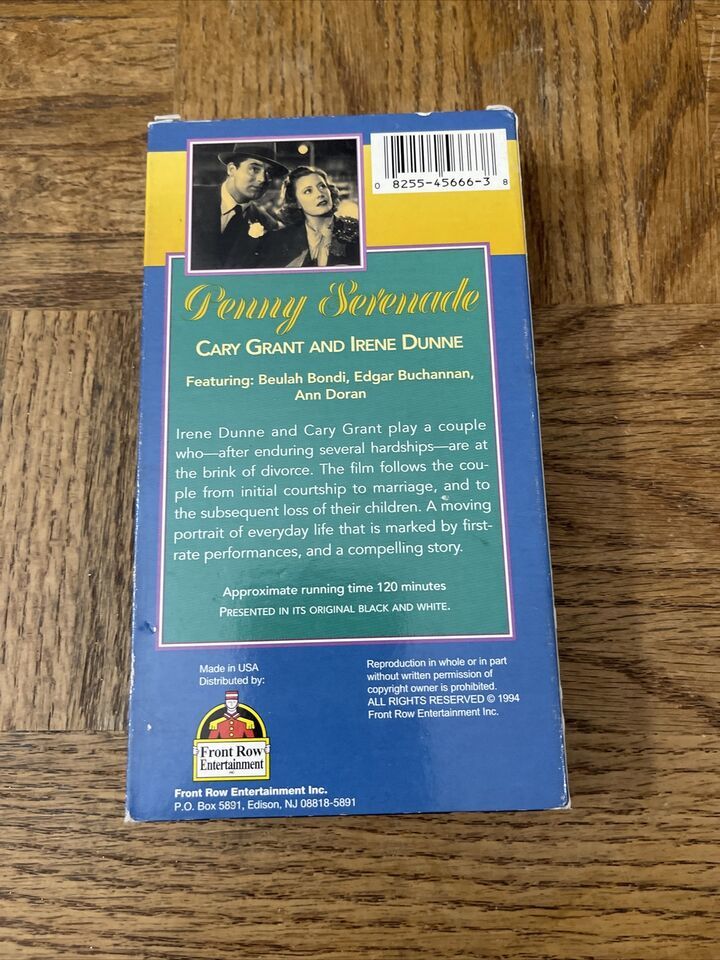 0 8255-45666-3 8
Penny Serenade
CARY GRANT AND IRENE DUNNE
Featuring: Beulah Bondi, Edgar Buchannan,
Ann Doran
Irene Dunne and Cary Grant play a couple
who—after enduring several hardships—are at
the brink of divorce. The film follows the cou-
ple from initial courtship to marriage, and to
the subsequent loss of their children. A moving
portrait of everyday life that is marked by first-
rate performances, and a compelling story.
Approximate running time 120 minutes
PRESENTED IN ITS ORIGINAL BLACK AND WHITE.
Made in USA
Distributed by:
Front Row
Entertainment
INC
Front Row Entertainment Inc.
P.O. Box 5891, Edison, NJ 08818-5891
Reproduction in whole or in part
without written permission of
copyright owner is prohibited.
ALL RIGHTS RESERVED © 1994
Front Row Entertainment Inc.